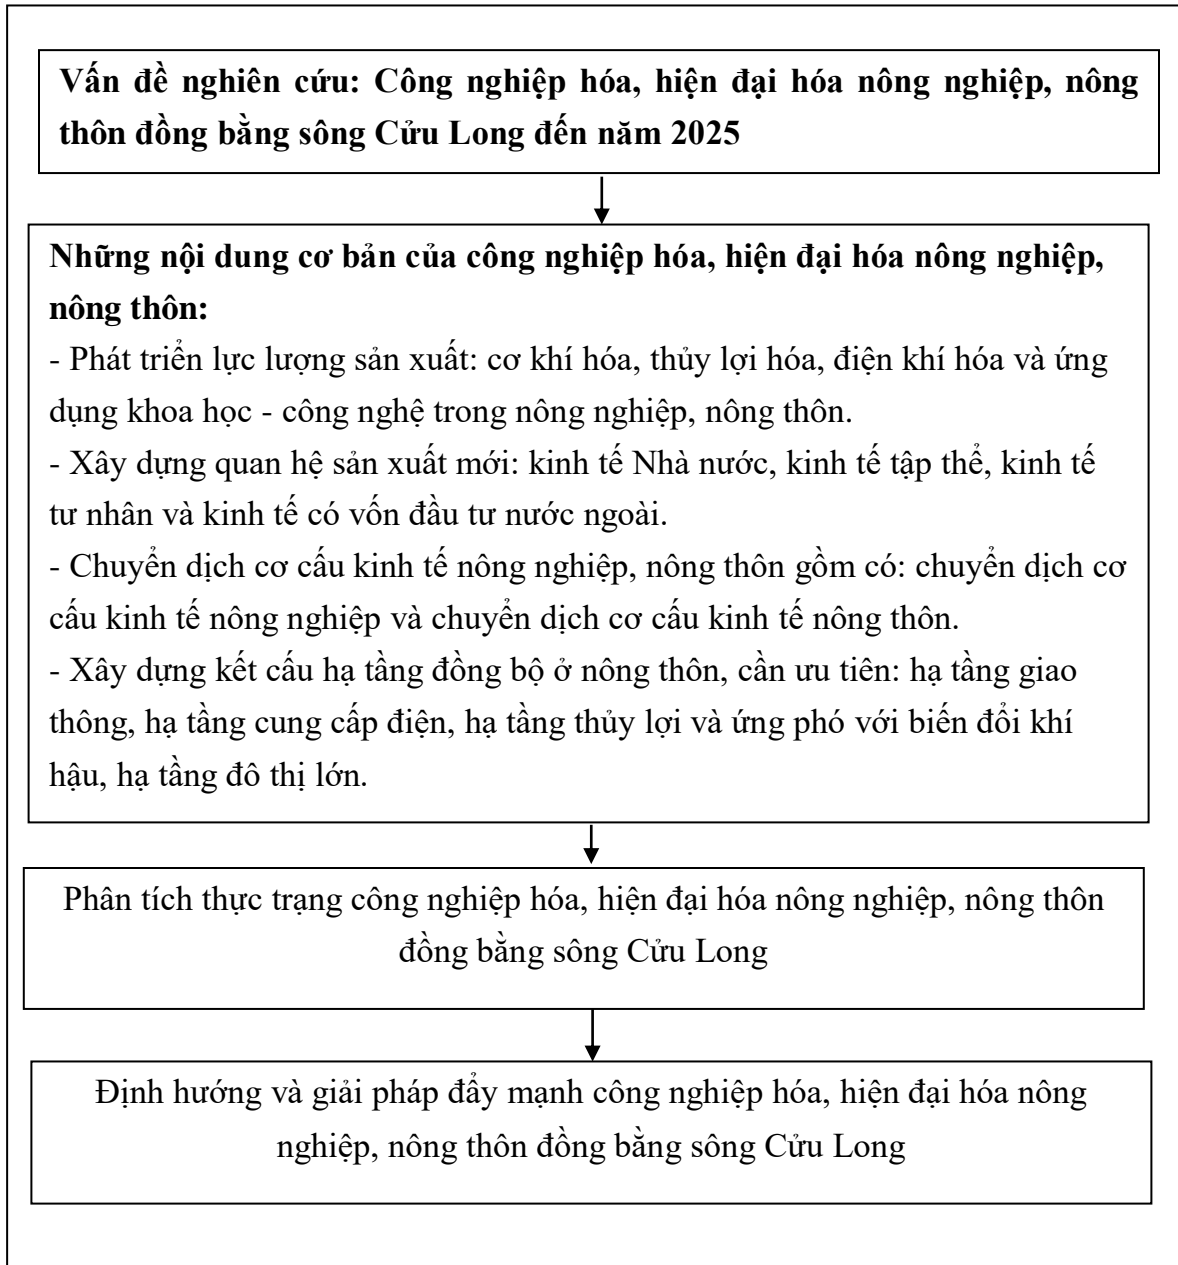 Vấn đề nghiên cứu: Công nghiệp hóa, hiện đại hóa nông nghiệp, nông
thôn đồng bằng sông Cửu Long đến năm 2025
Những nội dung cơ bản của công nghiệp hóa, hiện đại hóa nông nghiệp,
nông thôn:
- Phát triển lực lượng sản xuất: cơ khí hóa, thủy lợi hóa, điện khí hóa và ứng
dụng khoa học - công nghệ trong nông nghiệp, nông thôn.
- Xây dựng quan hệ sản xuất mới: kinh tế Nhà nước, kinh tế tập thể, kinh tế
tư nhân và kinh tế có vốn đầu tư nước ngoài.
- Chuyển dịch cơ cấu kinh tế nông nghiệp, nông thôn gồm có: chuyển dịch cơ
cấu kinh tế nông nghiệp và chuyển dịch cơ cấu kinh tế nông thôn.
- Xây dựng kết cấu hạ tầng đồng bộ ở nông thôn, cần ưu tiên: hạ tầng giao
thông, hạ tầng cung cấp điện, hạ tầng thủy lợi và ứng phó với biến đổi khí
hậu, hạ tầng đô thị lớn.
Phân tích thực trạng công nghiệp hóa, hiện đại hóa nông nghiệp, nông thôn
đồng bằng sông Cửu Long
Định hướng và giải pháp đẩy mạnh công nghiệp hóa, hiện đại hóa nông
nghiệp, nông thôn đồng bằng sông Cửu Long